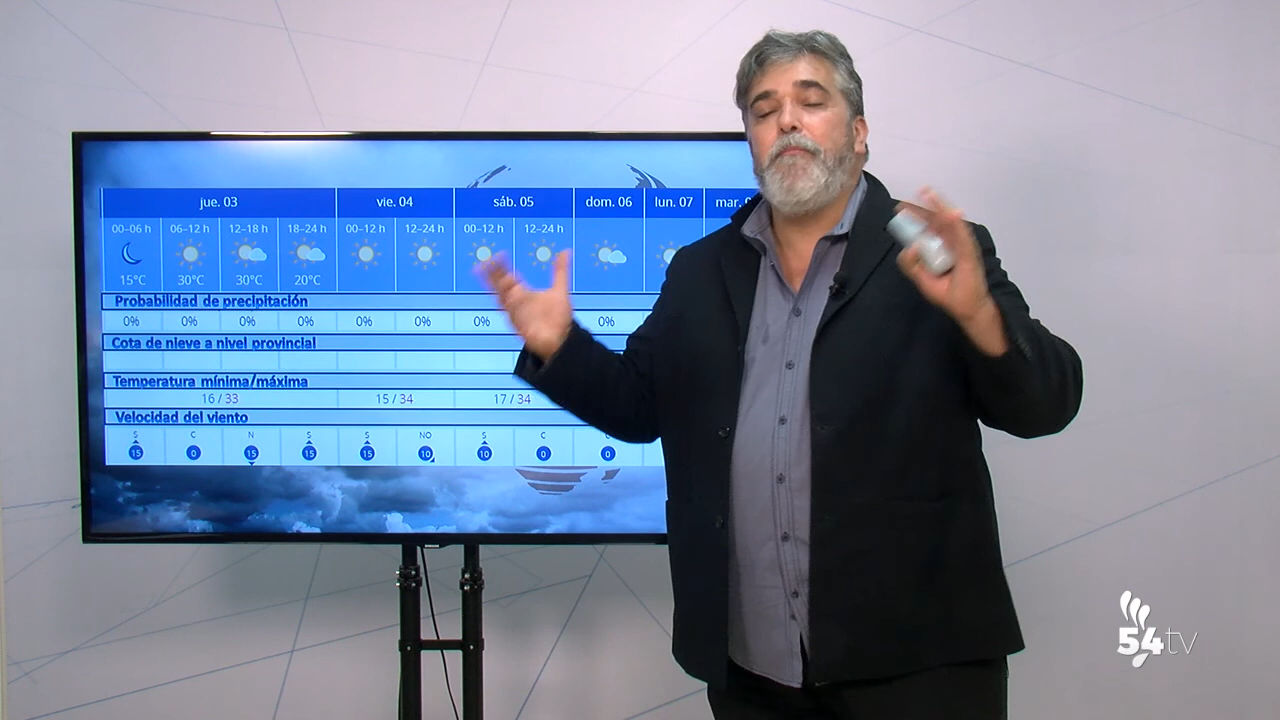 jue. 03 vie. 04 sáb. 05 dom. 06 lun. 07 mar.
00–06 h 06–12 h 12–18 h 18–24 h 00–12 h 12–24 h 00–12 h 12–24 h
15°C 30°C 30°C 20°C
Probabilidad de precipitación
0% 0% 0% 0% 0% 0% 0% 0%
Cota de nieve a nivel provincial
Temperatura mínima/máxima
16 / 33 15 / 34 17 / 34
Velocidad del viento
S C N S S NO S C
15 0 15 15 15 10 10 0 0
54tv